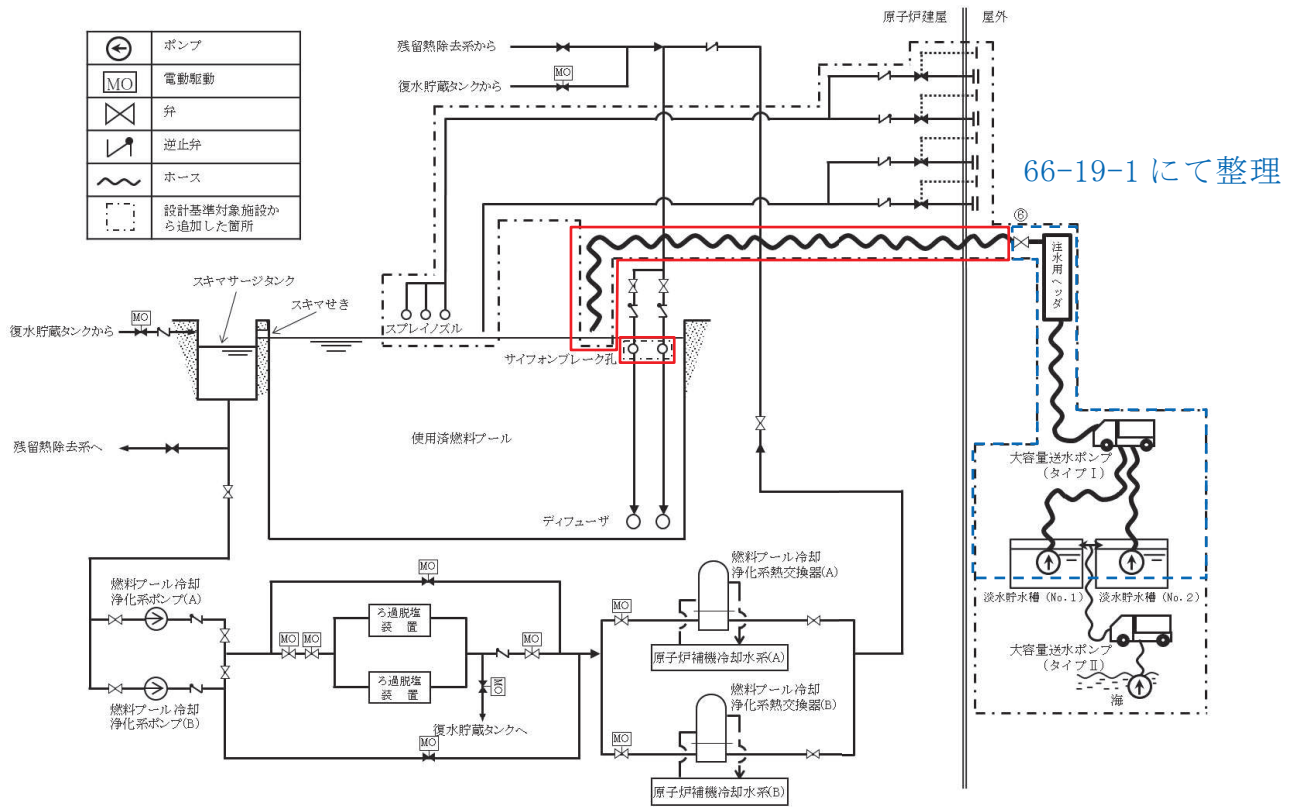 原子炉建屋
屋外
ポンプ
MO
電動駆動
弁
逆止弁
ホース
設計基準対象施設か
ら追加した箇所
残留熱除去系から
MO
復水貯蔵タンクから
66-19-1 にて整理
⑥
注水用ヘッダ
スキマサージタンク
スキマせき
MO
復水貯蔵タンクから
スプレイノズル
サイフォンブレーク孔
残留熱除去系へ
使用済燃料プール
ディフューザ
大容量送水ポンプ
(タイプⅠ)
淡水貯水槽 (No.1)
淡水貯水槽 (No.2)
大容量送水ポンプ
(タイプⅡ)
海
燃料プール冷却
浄化系ポンプ(A)
燃料プール冷却
浄化系ポンプ(B)
MO
MO
MO
ろ過脱塩
装 置
MO
ろ過脱塩
装 置
MO
復水貯蔵タンクへ
MO
燃料プール冷却
浄化系熱交換器(A)
MO
原子炉補機冷却水系(A)
燃料プール冷却
浄化系熱交換器(B)
MO
原子炉補機冷却水系(B)